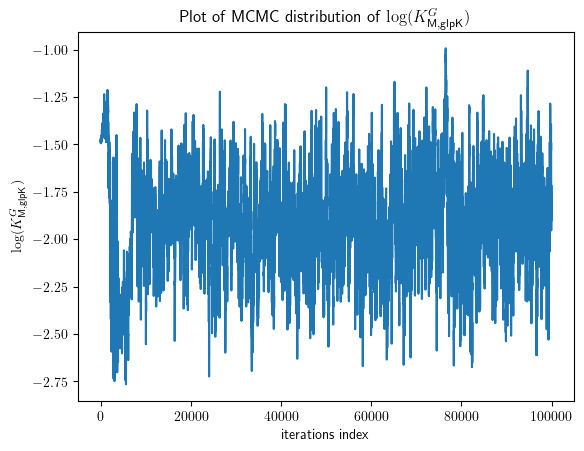 Plot of MCMC distribution of log(K^G_M,glpK)
−1.00
−1.25
−1.50
−1.75
−2.00
−2.25
−2.50
−2.75
log(K^G_M,glpK)
0 20000 40000 60000 80000 100000
iterations index